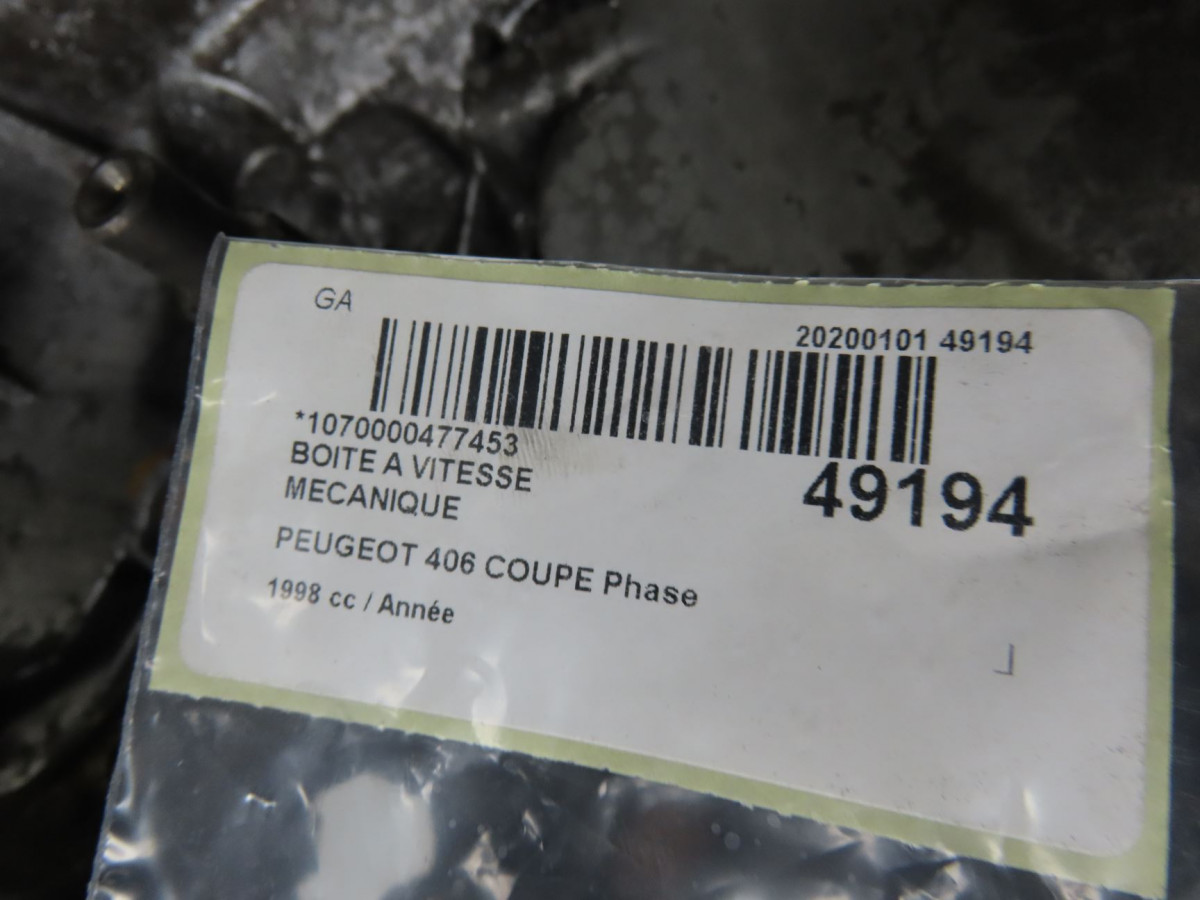 GA
20200101 49194
*1070000477453
BOITE A VITESSE
MECANIQUE
49194
PEUGEOT 406 COUPE Phase
1998 cc / Année